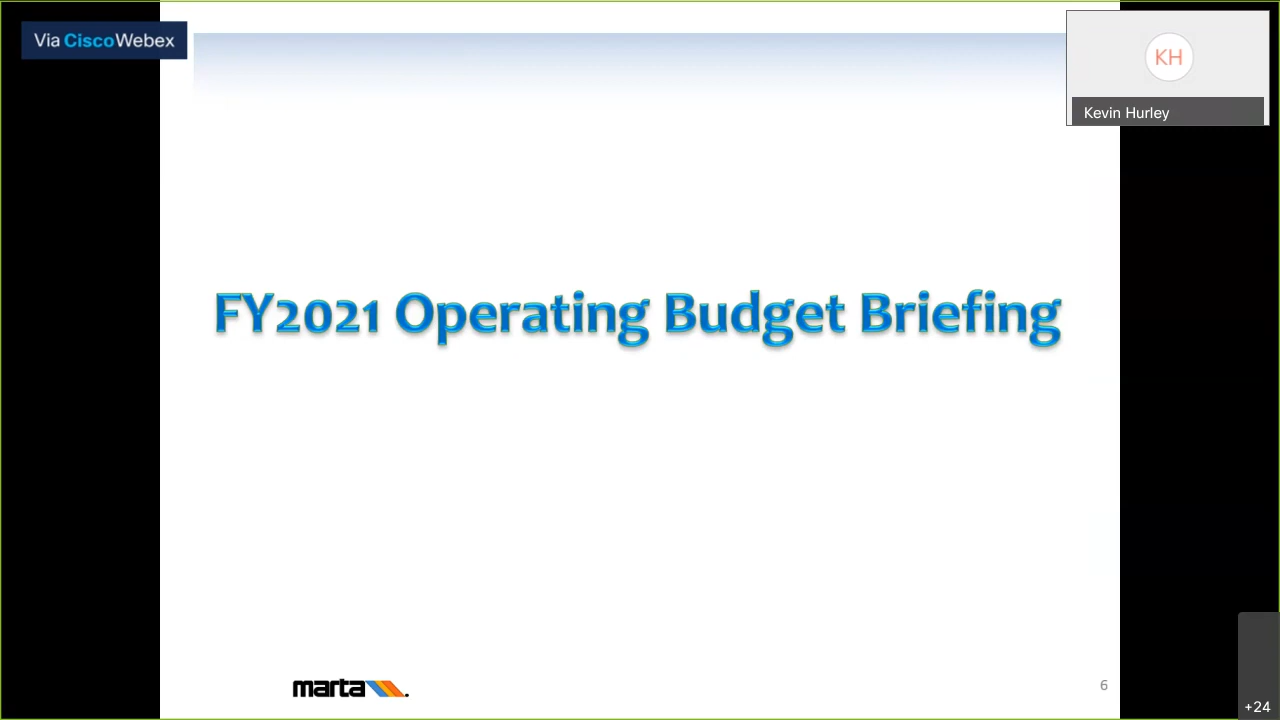 Via CiscoWebex
KH
Kevin Hurley
FY2021 Operating Budget Briefing
marta
6
+24